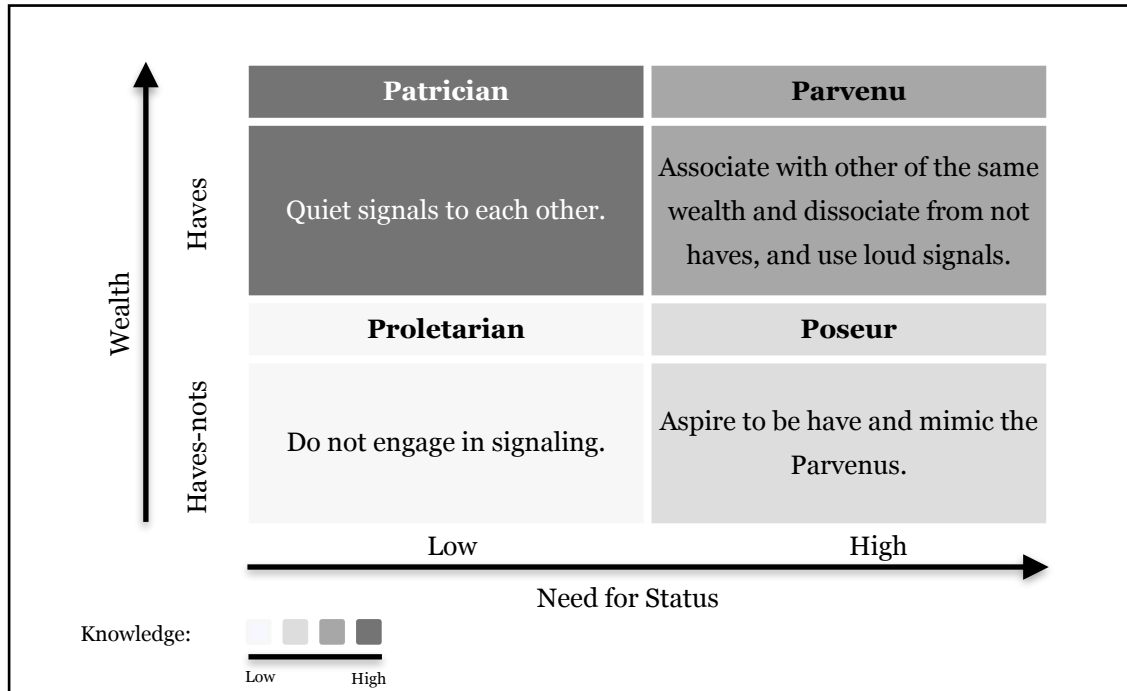 Patrician
Parvenu
Quiet signals to each other.
Associate with other of the same
wealth and dissociate from not
haves, and use loud signals.
Proletarian
Poseur
Do not engage in signaling.
Aspire to be have and mimic the
Parvenus.
Wealth
Haves
Haves-nots
Low
High
Need for Status
Knowledge:
Low
High